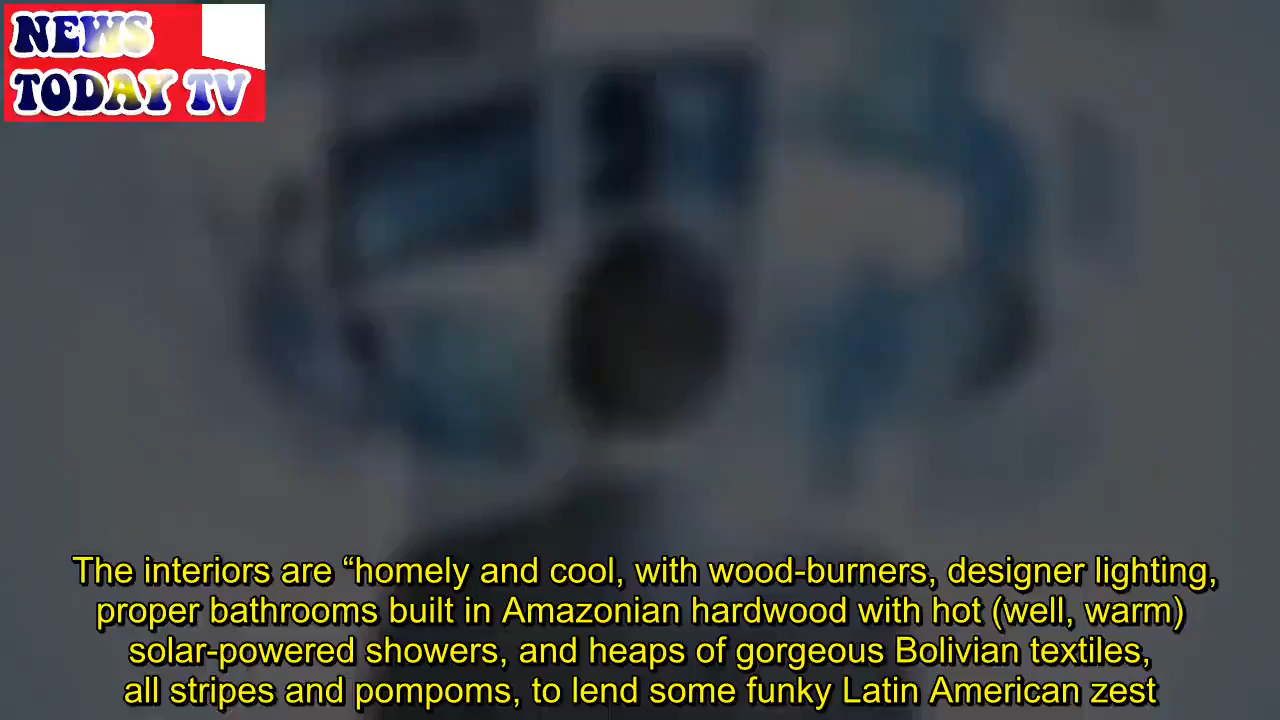 NEWS
TODAY TV
The interiors are “homely and cool, with wood-burners, designer lighting,
proper bathrooms built in Amazonian hardwood with hot (well, warm)
solar-powered showers, and heaps of gorgeous Bolivian textiles,
all stripes and pompoms, to lend some funky Latin American zest